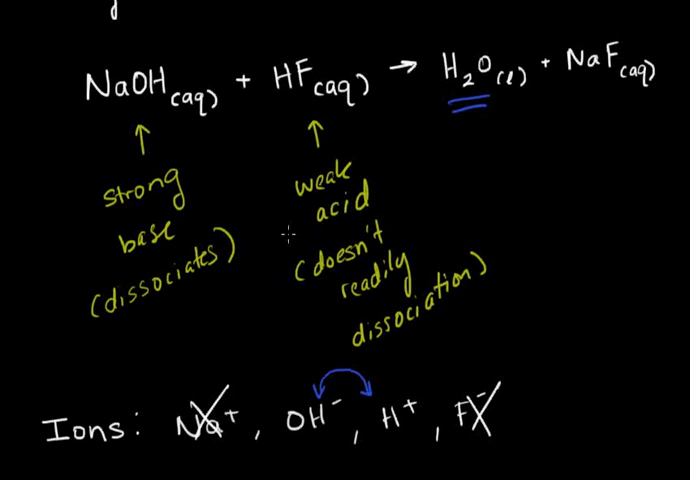 NaOH(aq) + HF(aq) → H₂O(l) + NaF(aq)
↑ ↑
strong base (dissociates)
weak acid (doesn't readily dissociation)
Ions: Na⁺, OH⁻, H⁺, F⁻